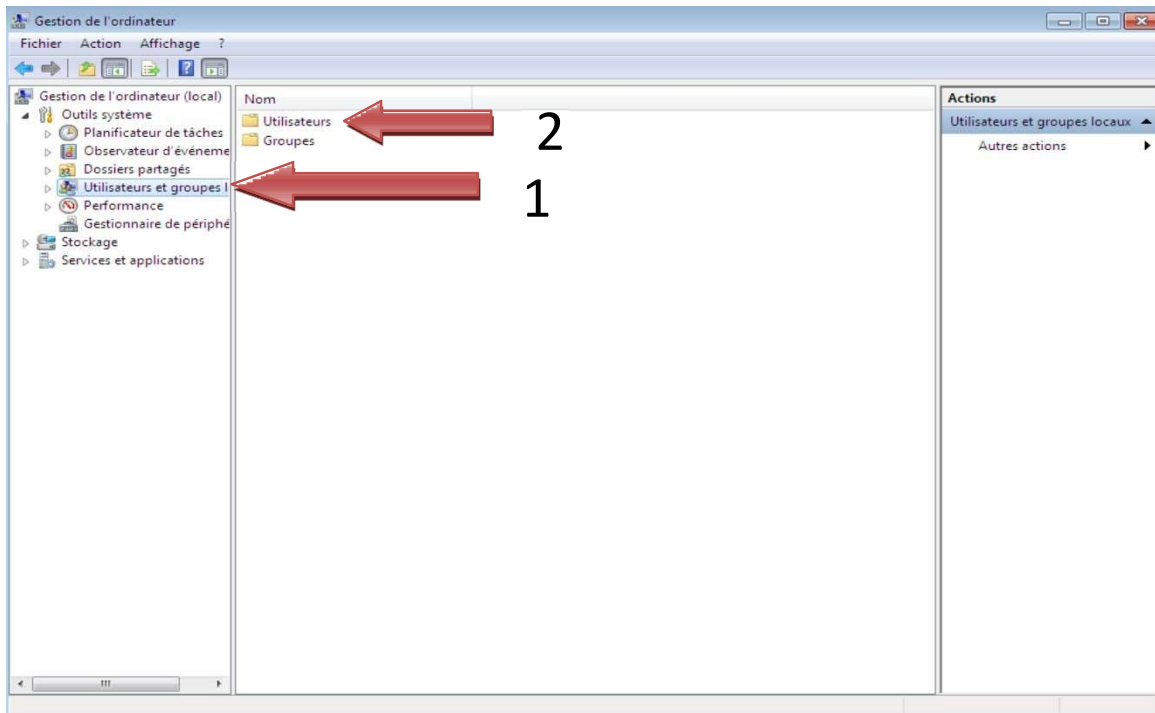 Gestion de l'ordinateur
Fichier Action Affichage ?
Gestion de l'ordinateur (local)
Outils système
Planificateur de tâches
Observateur d'événeme
Dossiers partagés
Utilisateurs et groupes l
Performance
Gestionnaire de périphé
Stockage
Services et applications
Nom
Utilisateurs
Groupes
2
1
Actions
Utilisateurs et groupes locaux
Autres actions